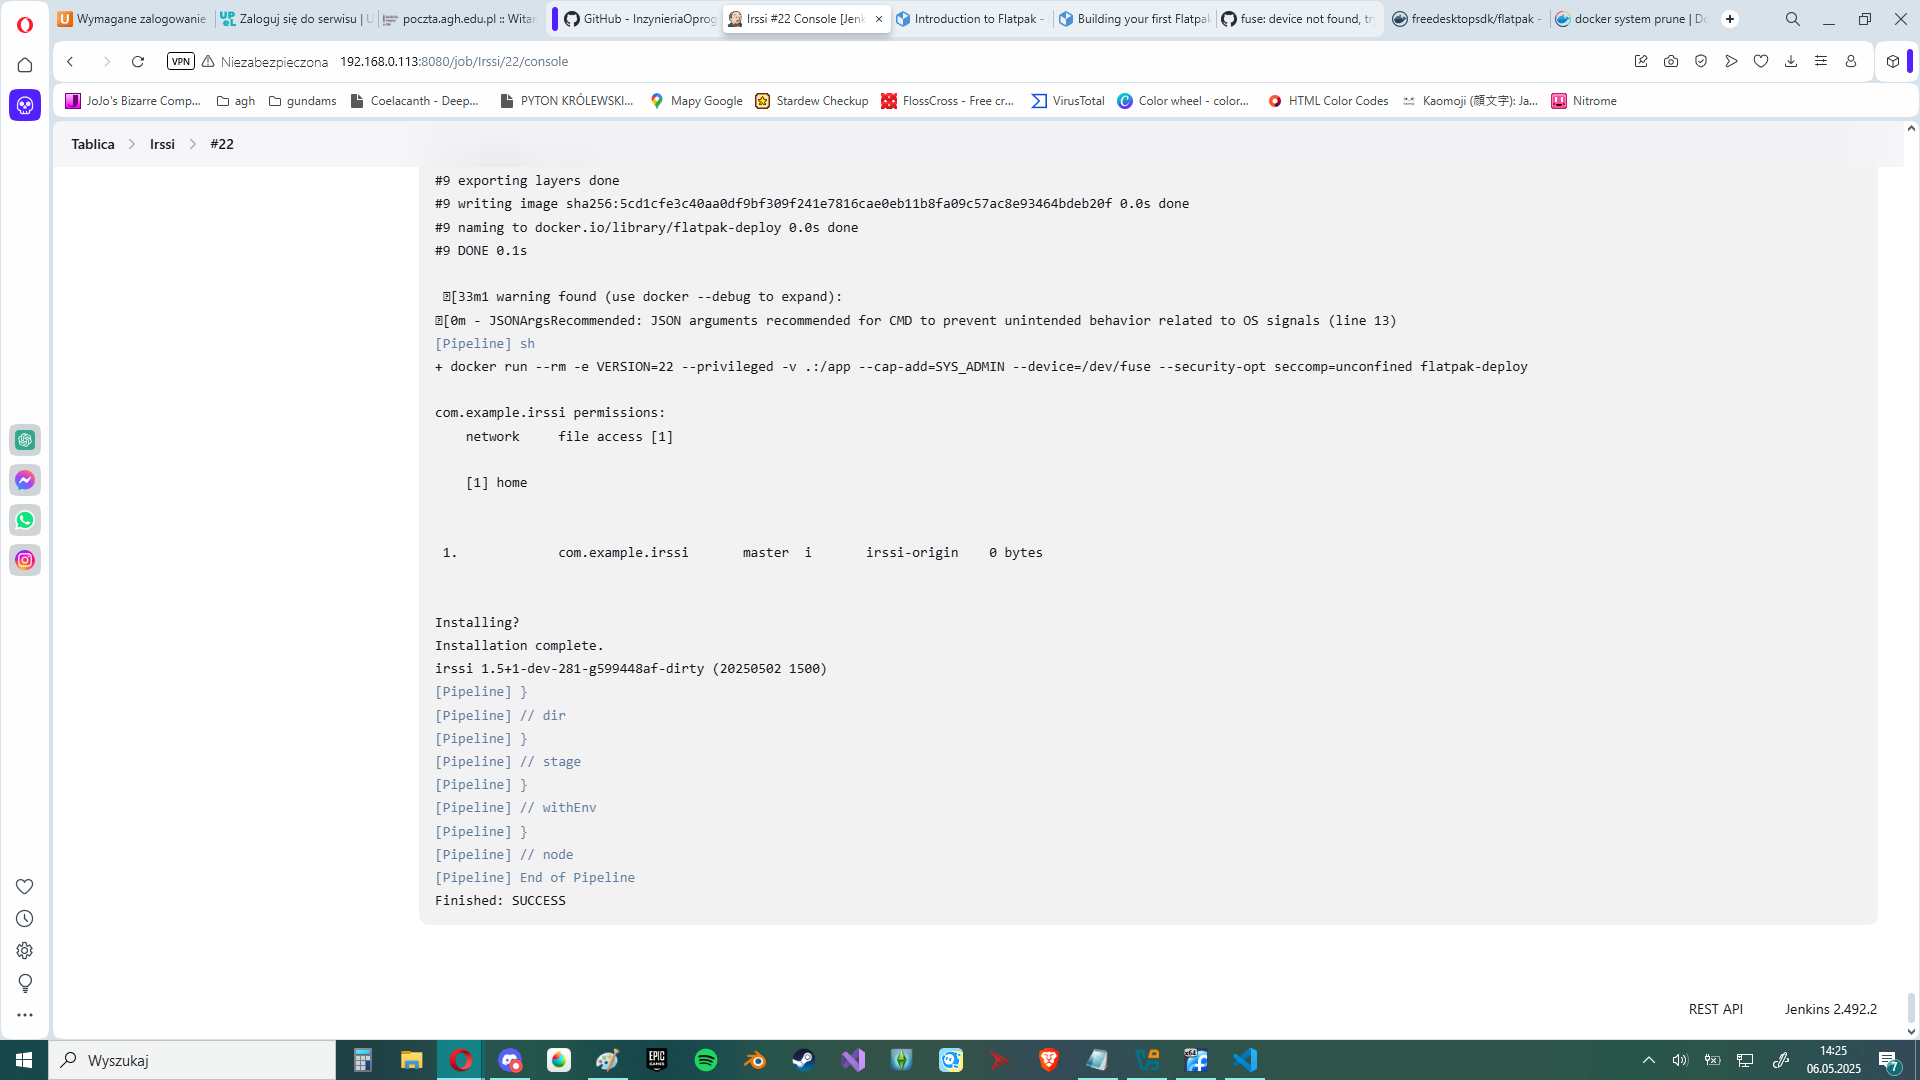 Wymagane zalogowanie
Zaloguj się do serwisu | U
poczta.agh.edu.pl :: Witam
GitHub - InzynieriaOprog
Irssi #22 Console [Jenk
Introduction to Flatpak -
Building your first Flatpak
fuse: device not found, tr
freedesktopsdk/flatpak -
docker system prune | Do
VPN
Niezabezpieczona
192.168.0.113:8080/job/Irssi/22/console
JoJo's Bizarre Comp...
agh
gundams
Coelacanth - Deep...
PYTON KRÓLEWSKI...
Mapy Google
Stardew Checkup
FlossCross - Free cr...
VirusTotal
Color wheel - color...
HTML Color Codes
Kaomoji (顔文字): Ja...
Nitrome
Tablica
Irssi
#22
#9 exporting layers done
#9 writing image sha256:5cd1cfe3c40aa0df9bf309f241e7816cae0eb11b8fa09c57ac8e93464bdeb20f 0.0s done
#9 naming to docker.io/library/flatpak-deploy 0.0s done
#9 DONE 0.1s
[33m1 warning found (use docker --debug to expand):
[0m - JSONArgsRecommended: JSON arguments recommended for CMD to prevent unintended behavior related to OS signals (line 13)
[Pipeline] sh
+ docker run --rm -e VERSION=22 --privileged -v .:/app --cap-add=SYS_ADMIN --device=/dev/fuse --security-opt seccomp=unconfined flatpak-deploy
com.example.irssi permissions:
network file access [1]
[1] home
1. com.example.irssi master i irssi-origin 0 bytes
Installing?
Installation complete.
irssi 1.5+1-dev-281-g599448af-dirty (20250502 1500)
[Pipeline] }
[Pipeline] // dir
[Pipeline] }
[Pipeline] // stage
[Pipeline] }
[Pipeline] // withEnv
[Pipeline] }
[Pipeline] // node
[Pipeline] End of Pipeline
Finished: SUCCESS
REST API
Jenkins 2.492.2
Wyszukaj
14:25
06.05.2025
7